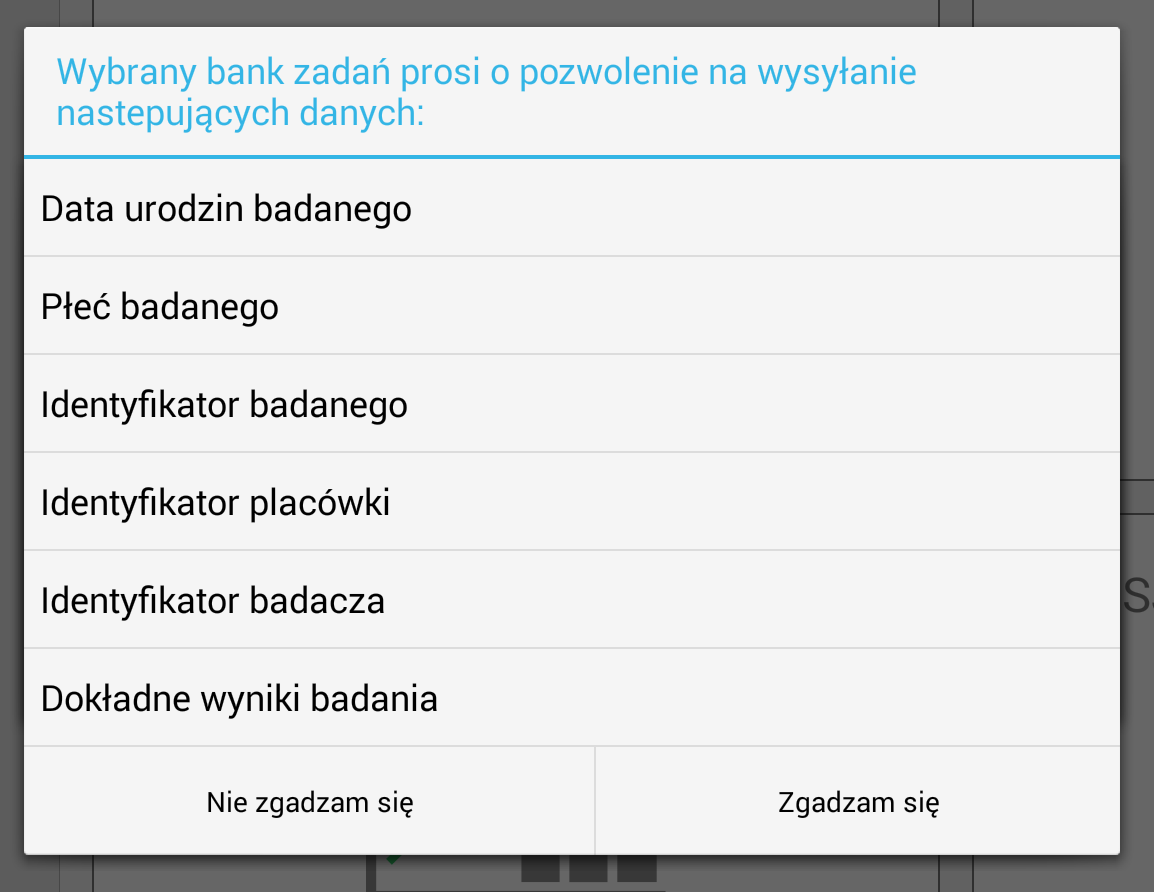 Wybrany bank zadań prosi o pozwolenie na wysyłanie
nastepujących danych:
Data urodzin badanego
Płeć badanego
Identyfikator badanego
Identyfikator placówki
Identyfikator badacza
Dokładne wyniki badania
Nie zgadzam się
Zgadzam się